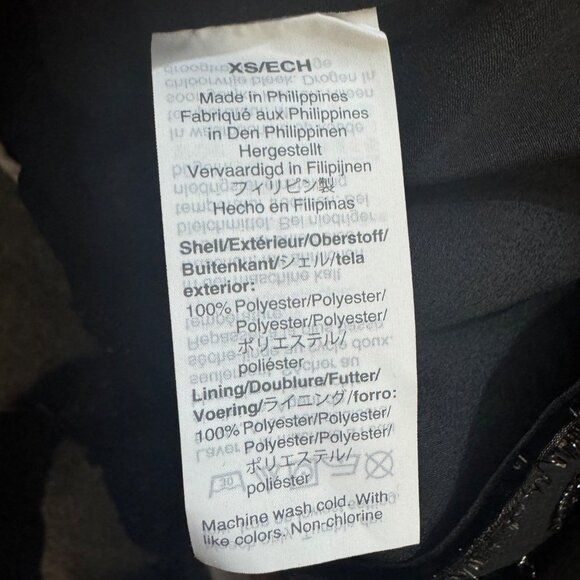 XS/ECH
Made in Philippines
Fabriqué aux Philippines
in Den Philippinen
Hergestellt
Vervaardigd in Filipijnen
フィリピン製
Hecho en Filipinas
Shell/Extérieur/Oberstoff/
Buitenkant/シェル/tela
exterior:
100% Polyester/Polyester/
Polyester/Polyester/
ポリエステル/
poliéster
Lining/Doublure/Futter/
Voering/ライニング/forro:
100% Polyester/Polyester/
Polyester/Polyester/
ポリエステル/
poliéster
Machine wash cold. With
like colors. Non-chlorine